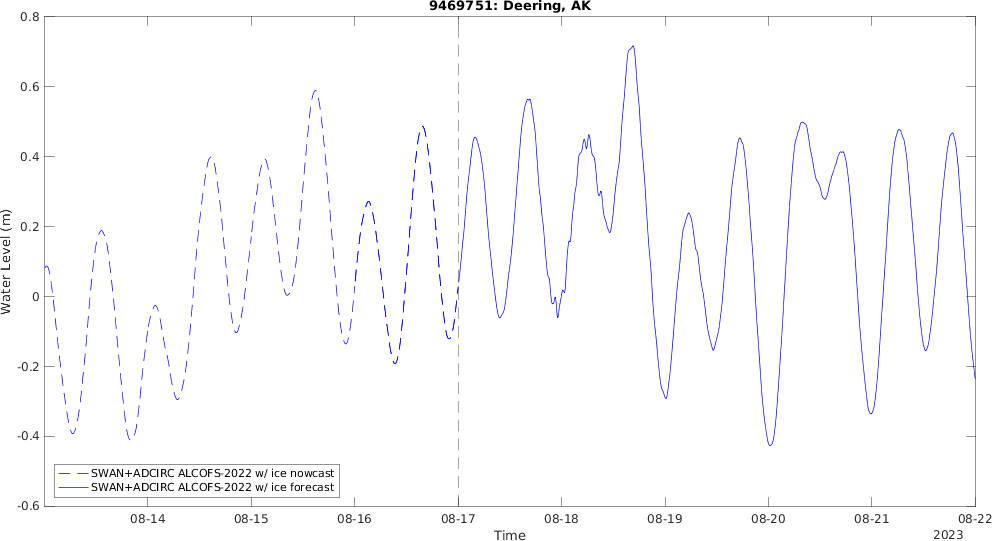 9469751: Deering, AK
0.8
0.6
0.4
0.2
0
-0.2
-0.4
-0.6
Water Level (m)
SWAN+ADCIRC ALCOFS-2022 w/ ice nowcast
SWAN+ADCIRC ALCOFS-2022 w/ ice forecast
08-14 08-15 08-16 08-17 08-18 08-19 08-20 08-21 08-22
Time
2023